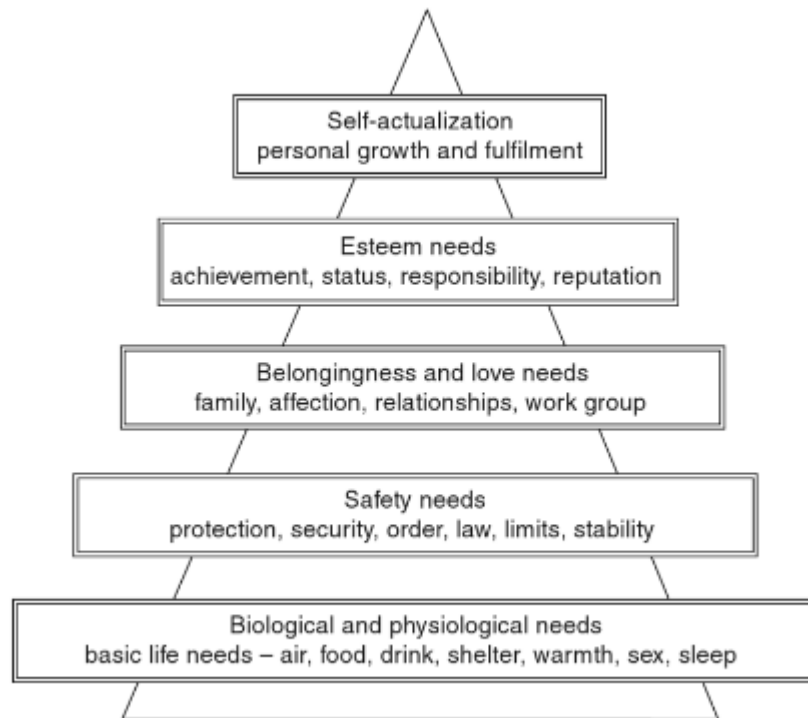 Self-actualization
personal growth and fulfilment
Esteem needs
achievement, status, responsibility, reputation
Belongingness and love needs
family, affection, relationships, work group
Safety needs
protection, security, order, law, limits, stability
Biological and physiological needs
basic life needs – air, food, drink, shelter, warmth, sex, sleep